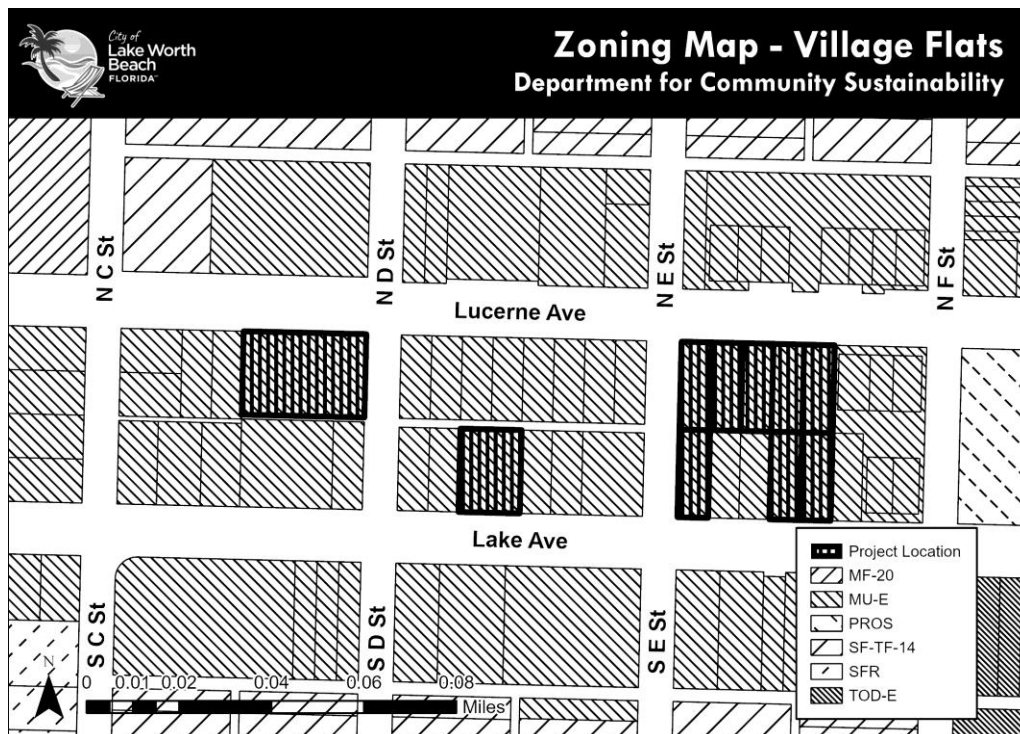 City of
Lake Worth
Beach
FLORIDA™
Zoning Map - Village Flats
Department for Community Sustainability
N C St
N D St
N E St
N F St
Lucerne Ave
Lake Ave
S C St
S D St
S E St
Project Location
MF-20
MU-E
PROS
SF-TF-14
SFR
TOD-E
N
0 0.01 0.02 0.04 0.06 0.08
Miles